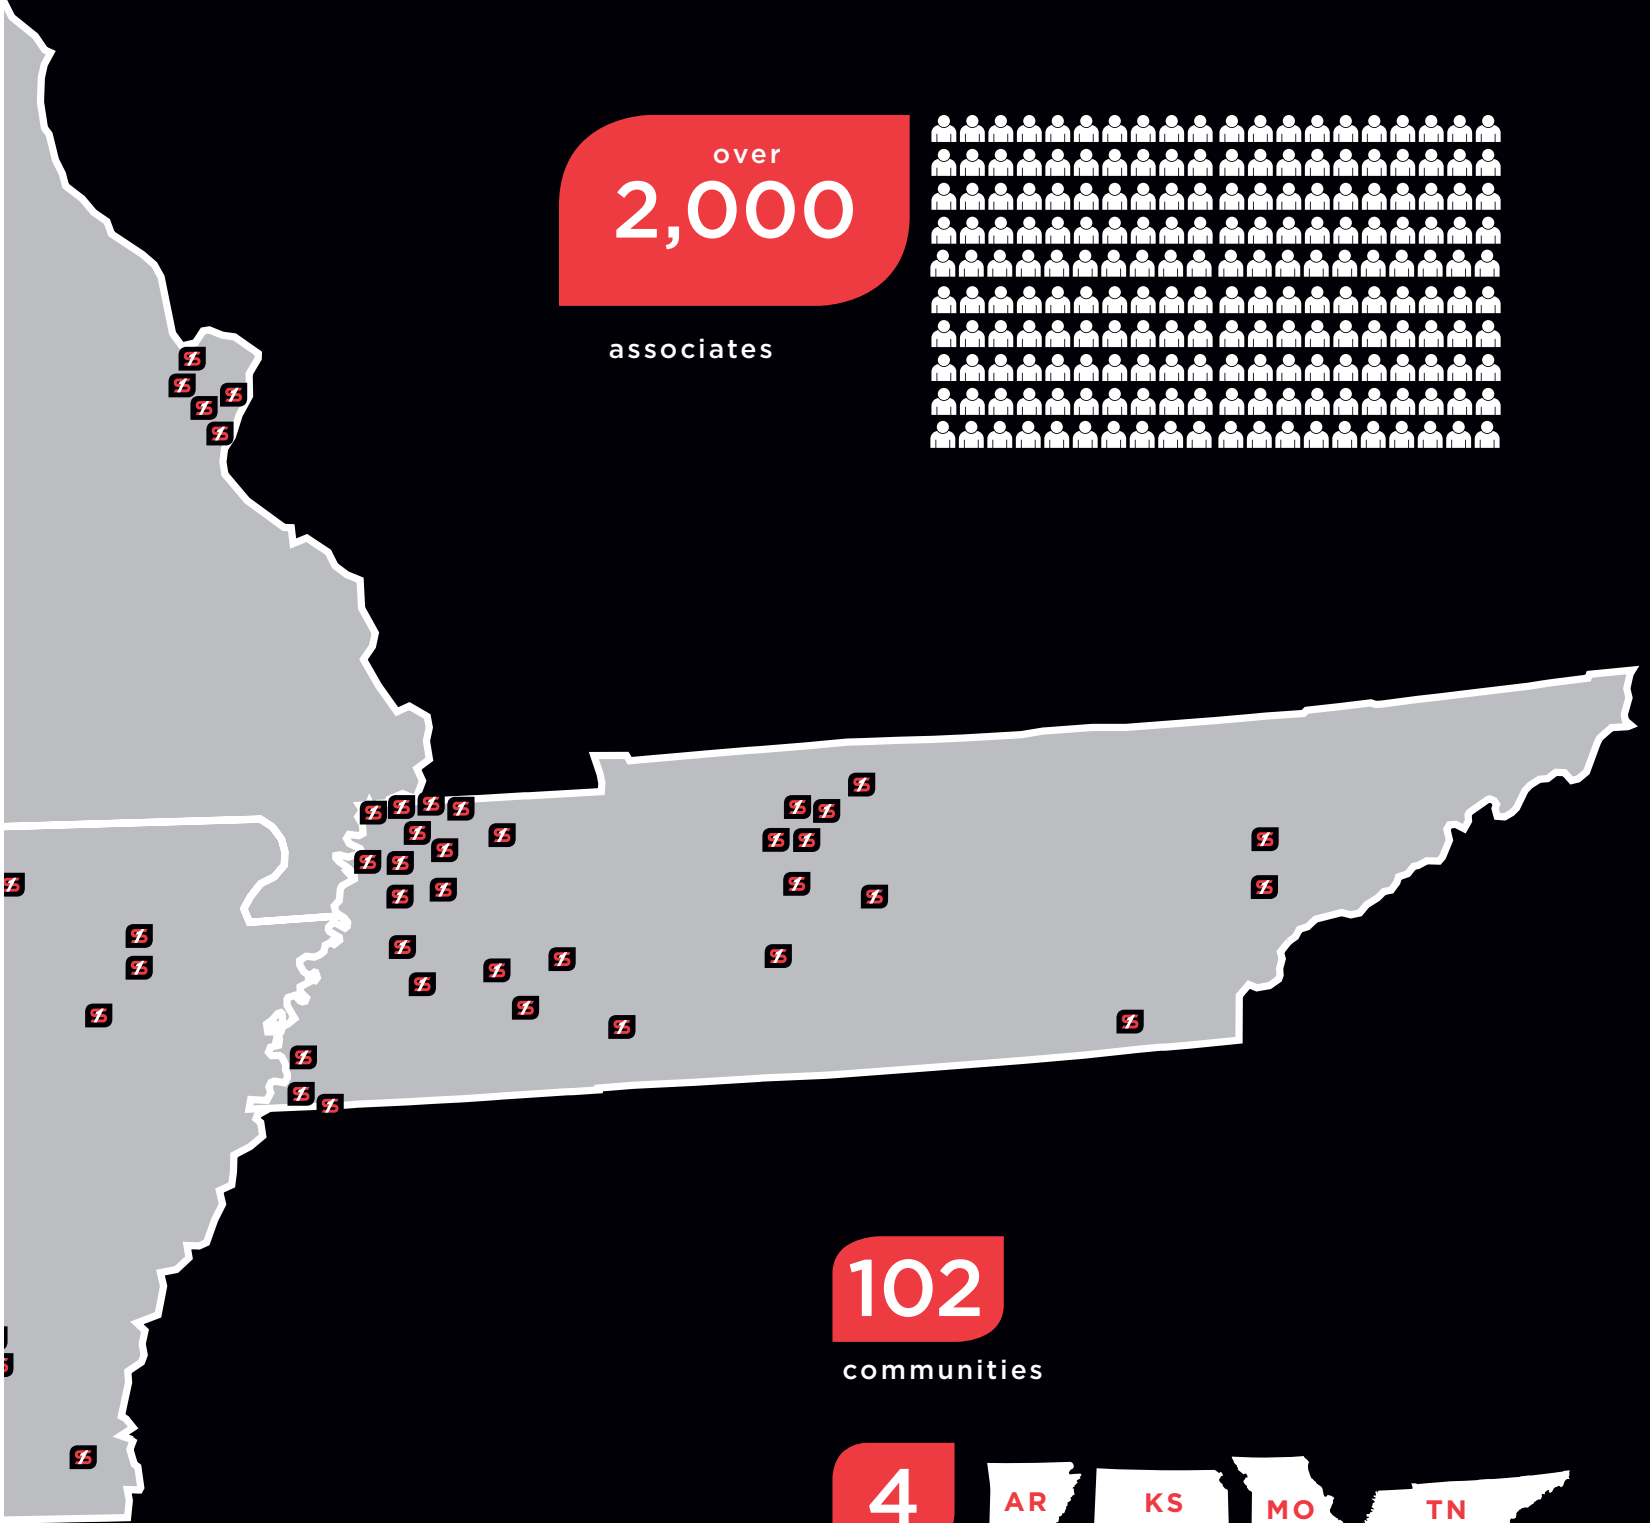 over
2,000
associates
102
communities
4
AR
KS
MO
TN